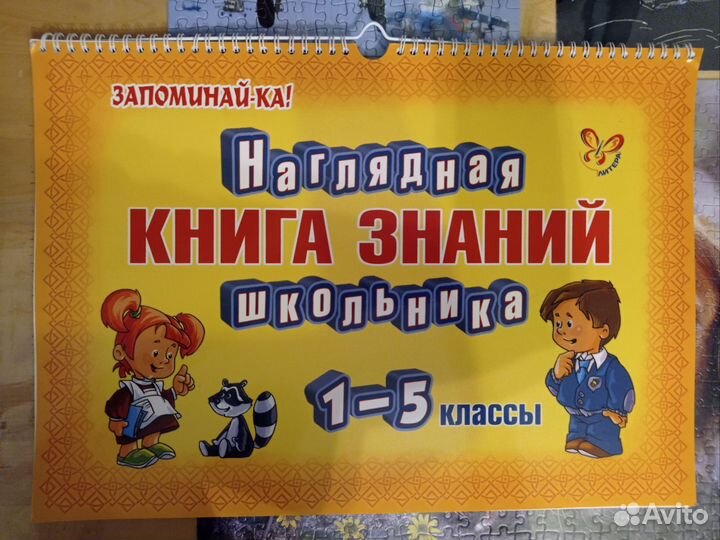 ЗАПОМИНАЙ-КА!
ЛИТЕРА
НАГЛЯДНАЯ
КНИГА ЗНАНИЙ
ШКОЛЬНИКА
1-5 КЛАССЫ
Avito